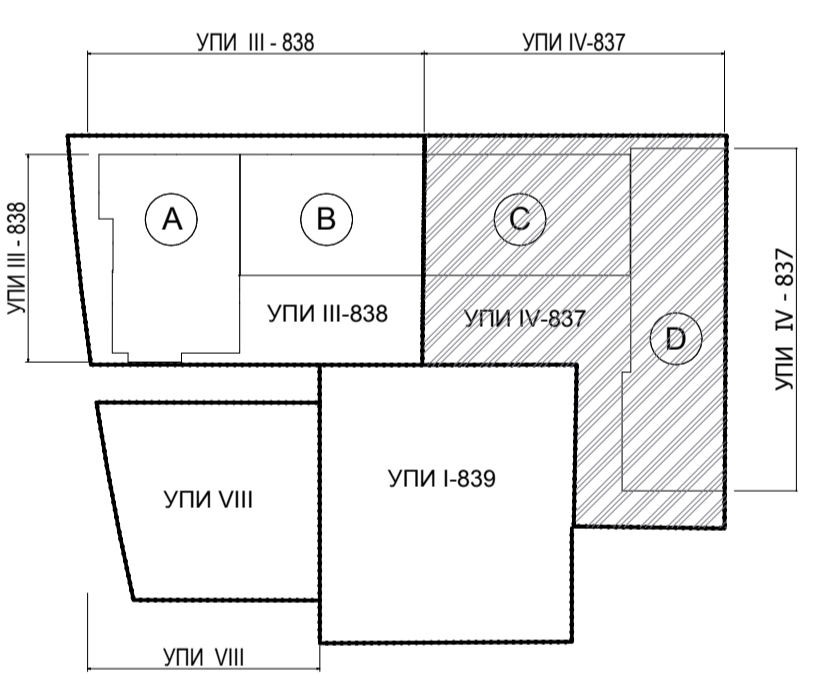 УПИ III - 838
УПИ IV-837
УПИ III - 838
A
B
C
УПИ III-838
УПИ IV-837
D
УПИ IV - 837
УПИ I-839
УПИ VIII
УПИ VIII